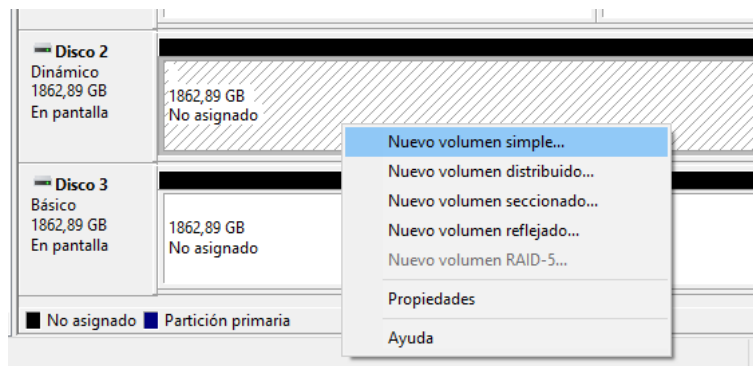 Disco 2
Dinámico
1862,89 GB
En pantalla
1862,89 GB
No asignado
Nuevo volumen simple...
Nuevo volumen distribuido...
Nuevo volumen seccionado...
Nuevo volumen reflejado...
Nuevo volumen RAID-5...
Propiedades
Ayuda
Disco 3
Básico
1862,89 GB
En pantalla
1862,89 GB
No asignado
No asignado
Partición primaria